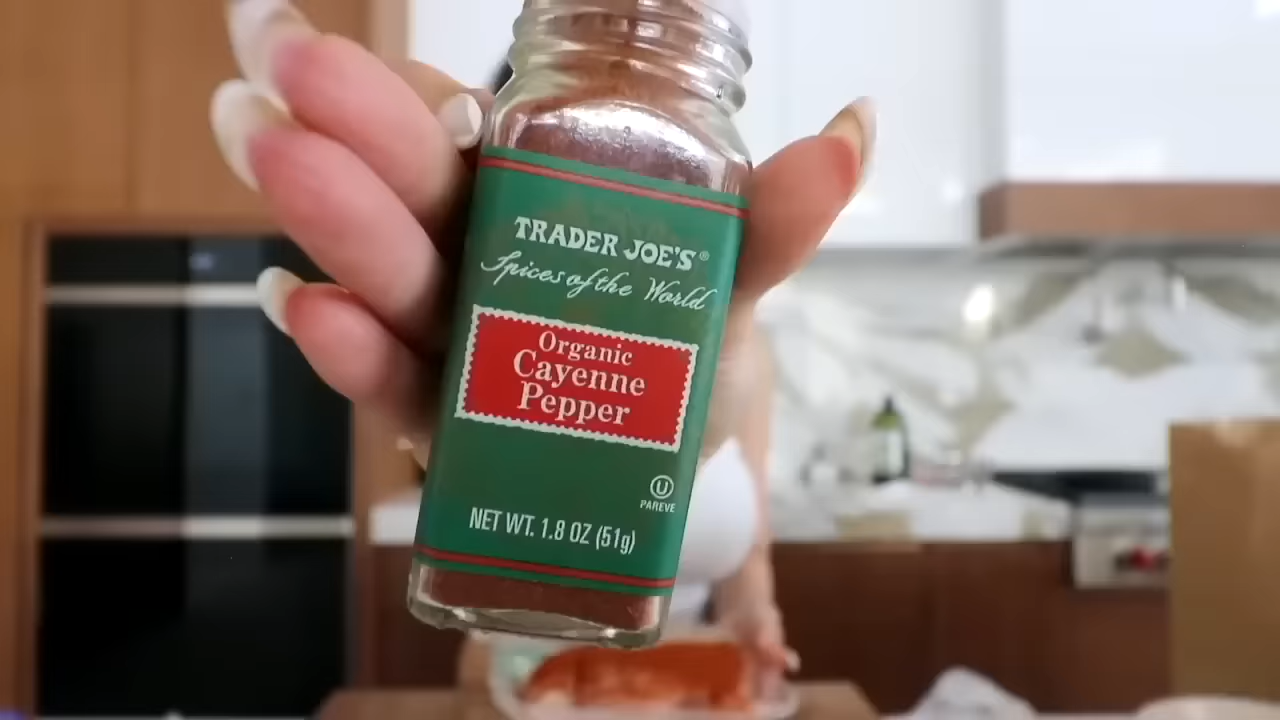 TRADER JOE'S®
Spices of the World
Organic
Cayenne
Pepper
U
PAREVE
NET WT. 1.8 OZ (51g)